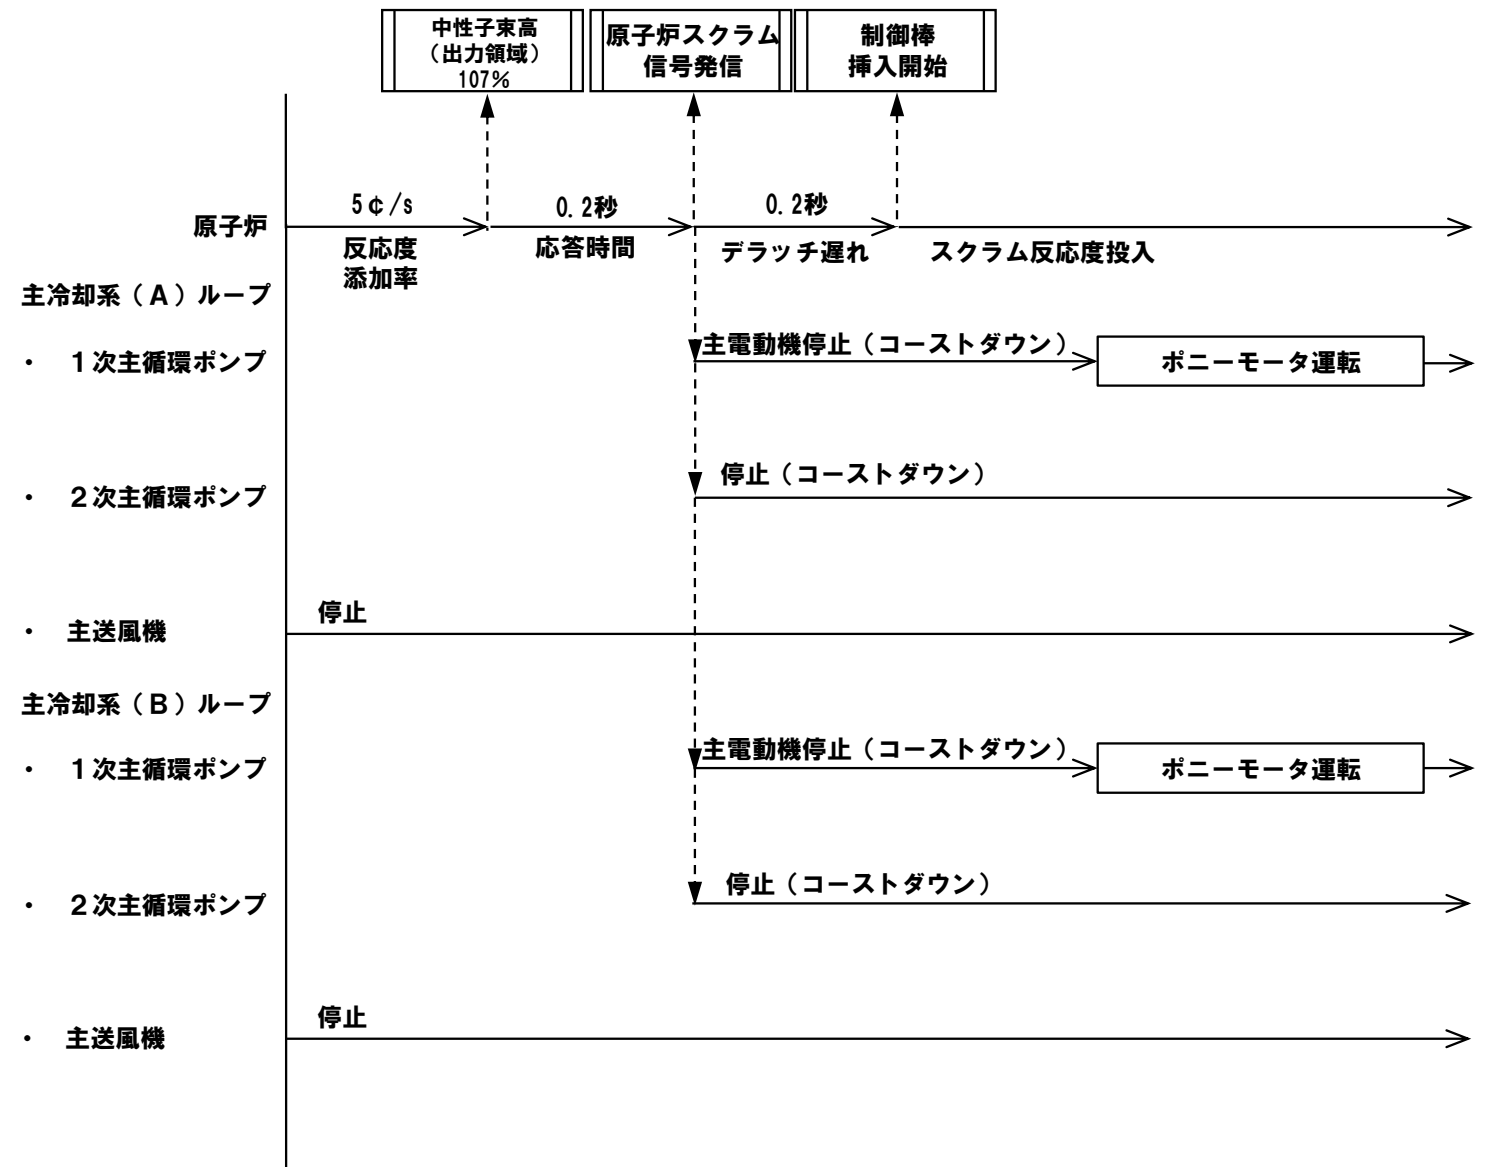 中性子束高
（出力領域）
107％
原子炉スクラム
信号発信
制御棒
挿入開始
原子炉
5￠/s
反応度
添加率
0.2秒
応答時間
0.2秒
デラッチ遅れ
スクラム反応度投入
主冷却系（Ａ）ループ
・ １次主循環ポンプ
主電動機停止（コーストダウン）
ポニーモータ運転
・ ２次主循環ポンプ
停止（コーストダウン）
・ 主送風機
停止
主冷却系（Ｂ）ループ
・ １次主循環ポンプ
主電動機停止（コーストダウン）
ポニーモータ運転
・ ２次主循環ポンプ
停止（コーストダウン）
・ 主送風機
停止